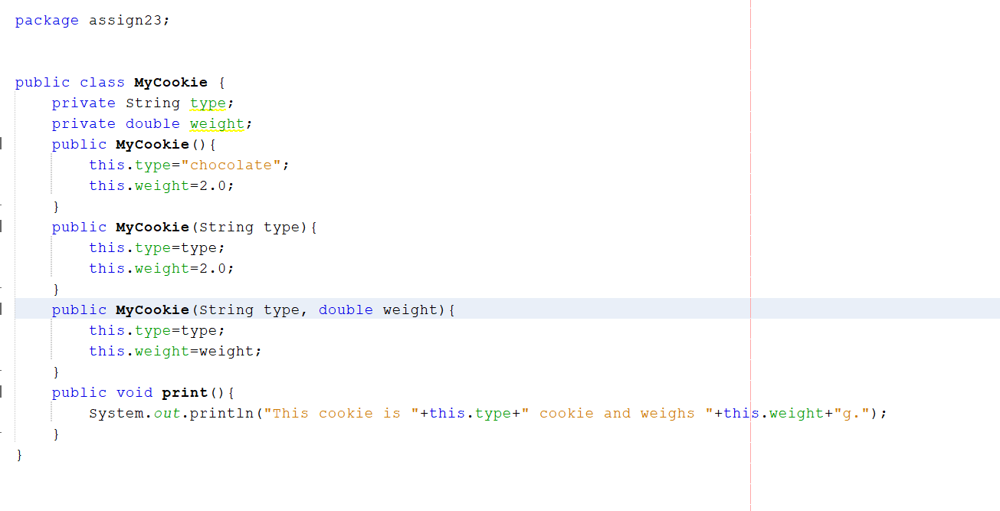 package assign23;
public class MyCookie {
    private String type;
    private double weight;
    public MyCookie(){
        this.type="chocolate";
        this.weight=2.0;
    }
    public MyCookie(String type){
        this.type=type;
        this.weight=2.0;
    }
    public MyCookie(String type, double weight){
        this.type=type;
        this.weight=weight;
    }
    public void print(){
        System.out.println("This cookie is "+this.type+" cookie and weighs "+this.weight+"g.");
    }
}